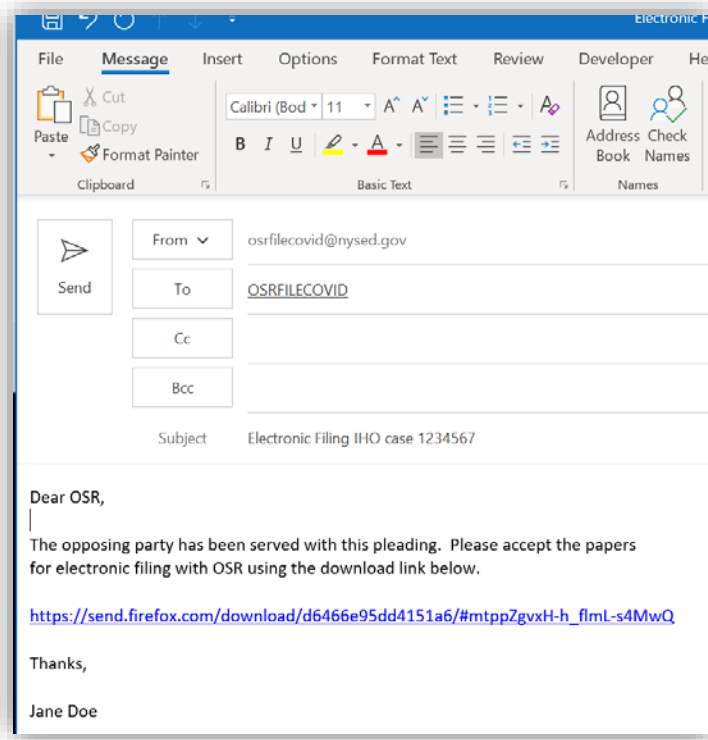 Electronic F
File Message Insert Options Format Text Review Developer He
Paste
Cut
Copy
Format Painter
Clipboard
Calibri (Bod 11
B I U
Basic Text
Address Book
Check Names
Names
Send
From osrfilecovid@nysed.gov
To OSRFILECOVID
Cc
Bcc
Subject Electronic Filing IHO case 1234567
Dear OSR,
The opposing party has been served with this pleading. Please accept the papers
for electronic filing with OSR using the download link below.
https://send.firefox.com/download/d6466e95dd4151a6/#mtppZgvxH-h_flmL-s4MwQ
Thanks,
Jane Doe